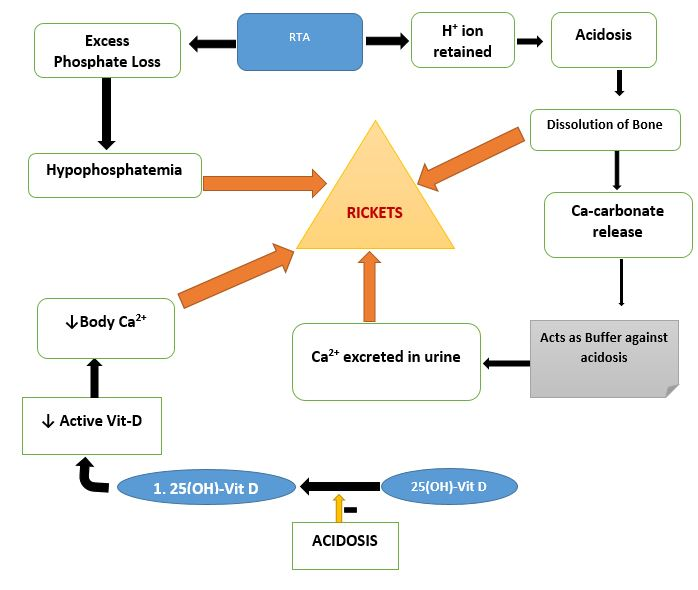 Excess
Phosphate Loss
RTA
H⁺ ion
retained
Acidosis
Dissolution of Bone
Hypophosphatemia
RICKETS
Ca-carbonate
release
↓Body Ca²⁺
Ca²⁺ excreted in urine
Acts as Buffer against
acidosis
↓ Active Vit-D
1. 25(OH)-Vit D
25(OH)-Vit D
ACIDOSIS